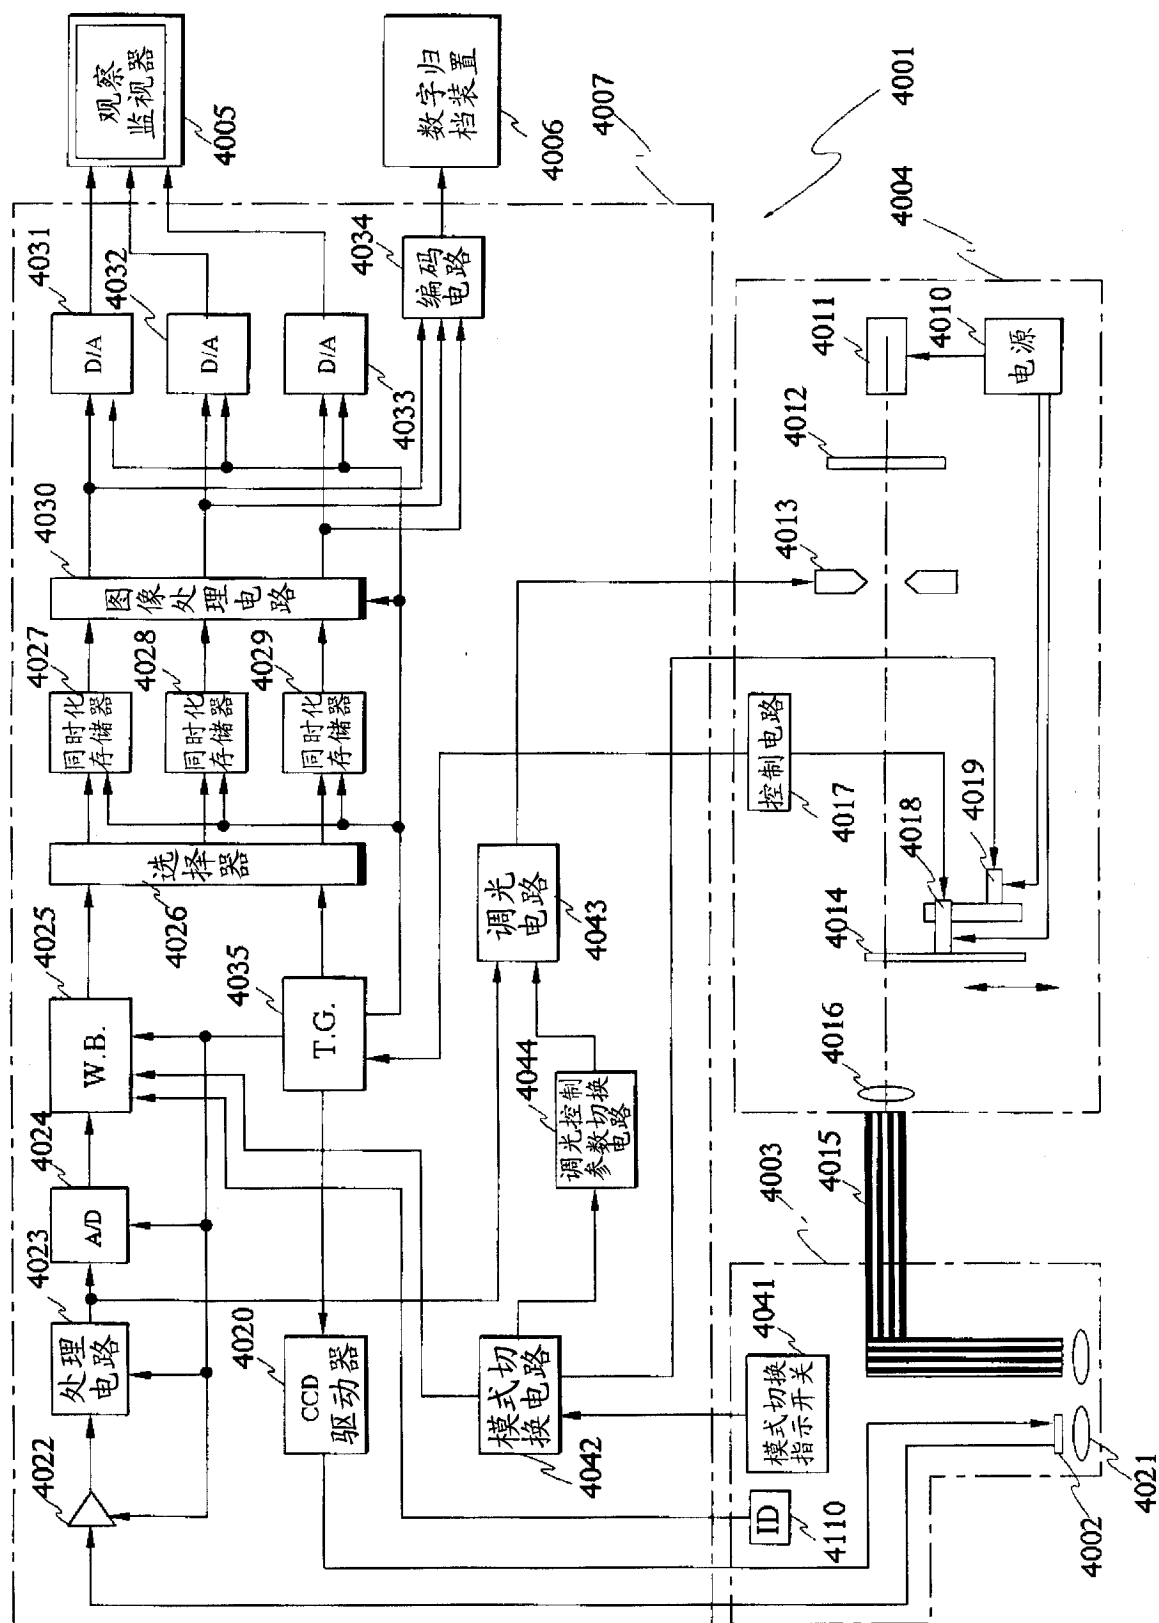 观察
监视器
4005
数字归
档装置
4006
4007
4001
4004
D/A
4031
D/A
4032
D/A
4033
编码
电路
4034
4011
4010
电源
4012
4013
图像处理电路
4030
同时化
存储器
4027
同时化
存储器
4028
同时化
存储器
4029
控制电路
4017
4018
4019
4014
选择器
4026
调光
电路
4043
W.B.
4025
T.G.
4035
4016
调光控制
参数切换
电路
4044
A/D
4024
4015
4003
处理
电路
4023
CCD
驱动器
4020
模式切
换电路
4042
模式切换
指示开关
4041
4022
ID
4110
4002
4021